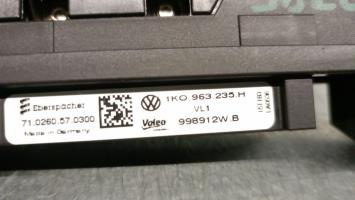 Eberspächer
71.0260.57.0300
Made in Germany
1K0.963.235.H
VL1
Valeo
998912W.B